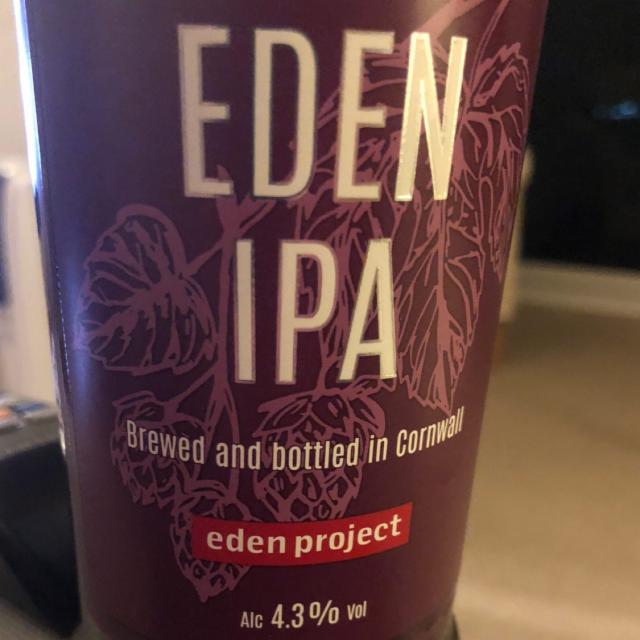 EDEN
IPA
Brewed and bottled in Cornwall
eden project
Alc 4.3% vol